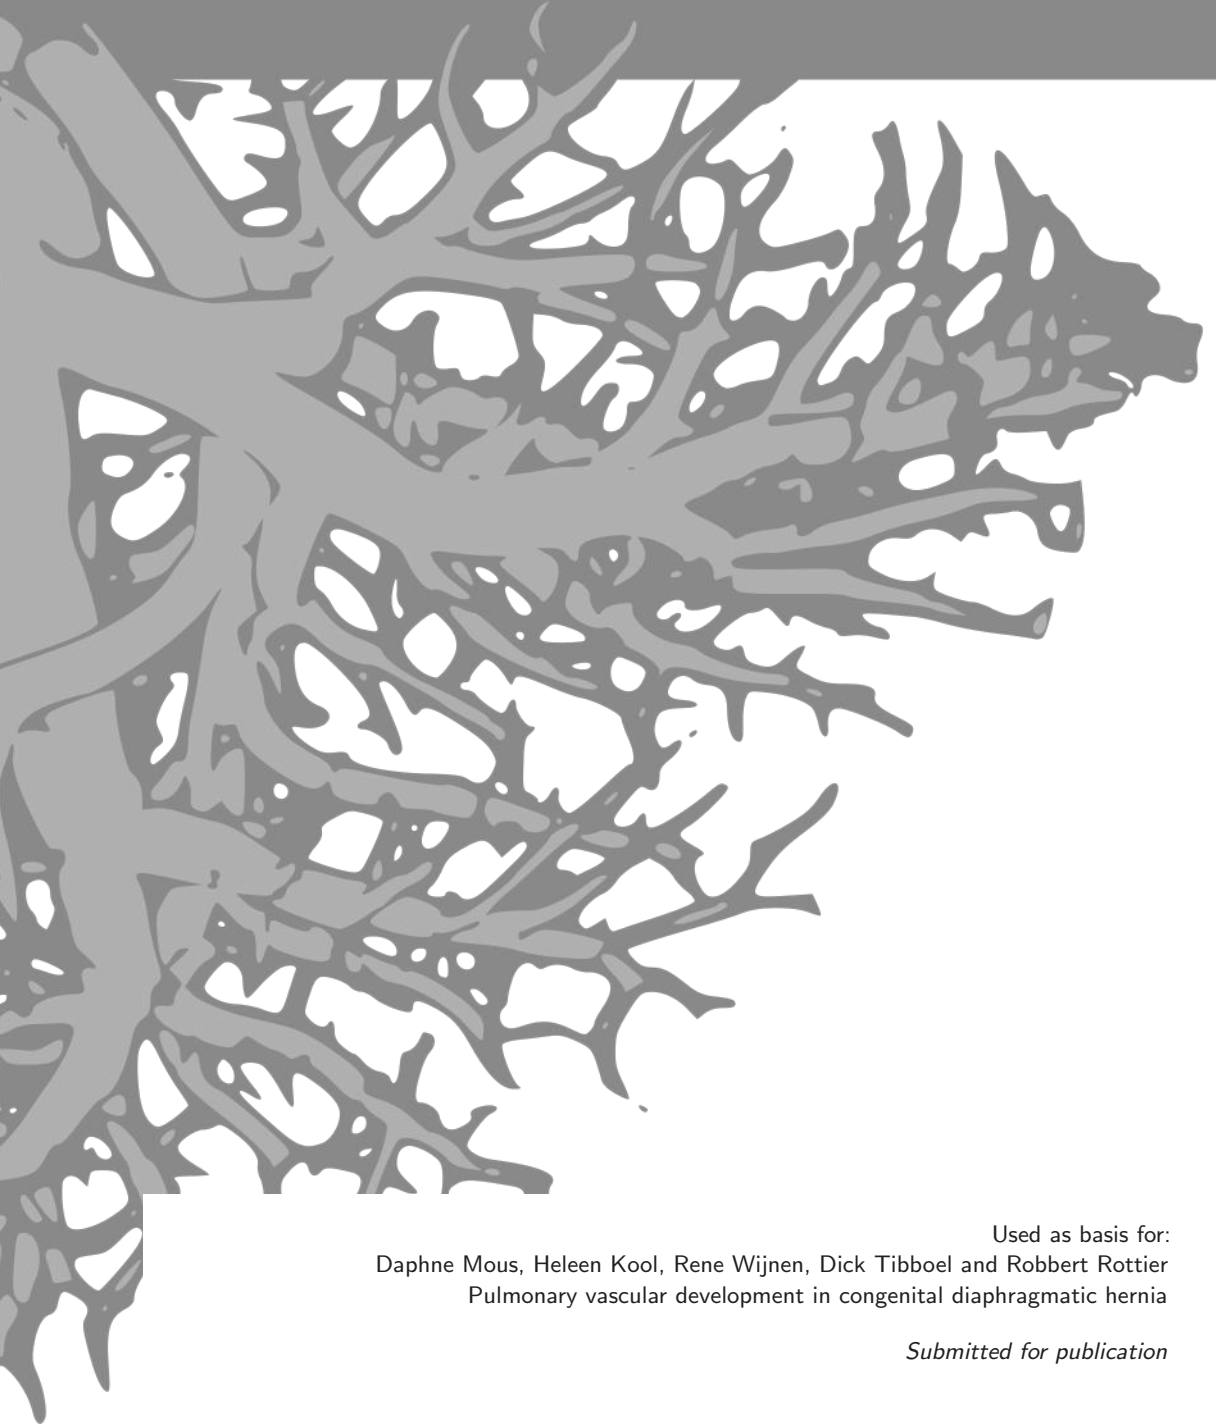 Used as basis for:
Daphne Mous, Heleen Kool, Rene Wijnen, Dick Tibboel and Robbert Rottier
Pulmonary vascular development in congenital diaphragmatic hernia
Submitted for publication